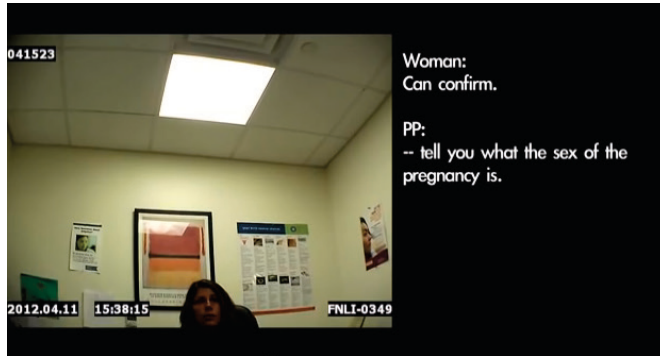 041523
Woman:
Can confirm.
PP:
-- tell you what the sex of the
pregnancy is.
2012.04.11
15:38:15
FNLI-0349